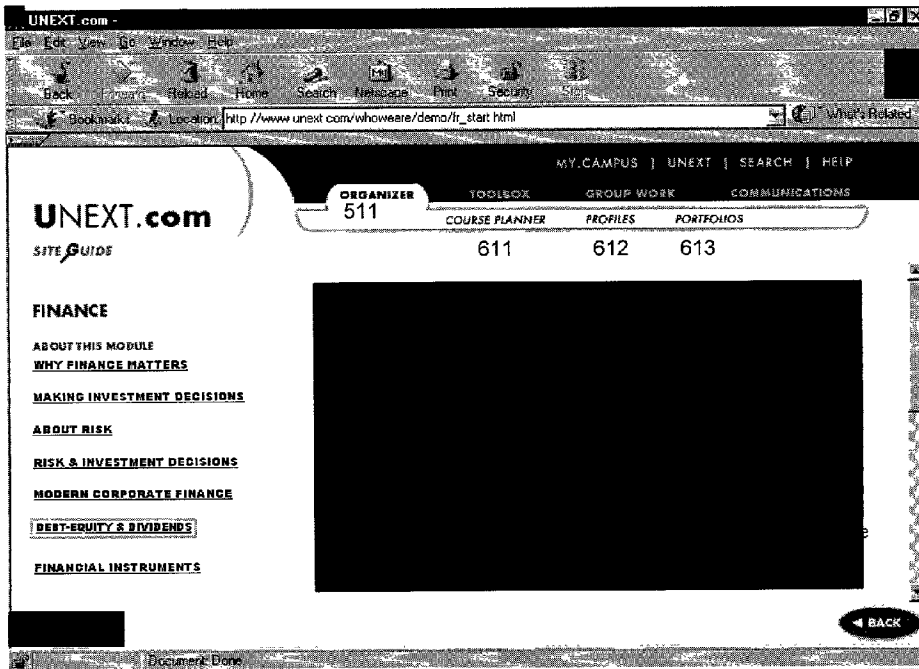 UNEXT.com -
File Edit View Go Window Help
Back Forward Reload Home Search Netscape Print Security Stop
Bookmarks Location: http://www.unext.com/whoweare/demo/fr_start.html What's Related
MY.CAMPUS | UNEXT | SEARCH | HELP
ORGANIZER TOOLBOX GROUP WORK COMMUNICATIONS
511
UNEXT.com
COURSE PLANNER PROFILES PORTFOLIOS
SITE GUIDE
611 612 613
FINANCE
ABOUT THIS MODULE
WHY FINANCE MATTERS
MAKING INVESTMENT DECISIONS
ABOUT RISK
RISK & INVESTMENT DECISIONS
MODERN CORPORATE FINANCE
DEBT-EQUITY & DIVIDENDS
FINANCIAL INSTRUMENTS
BACK
Document: Done